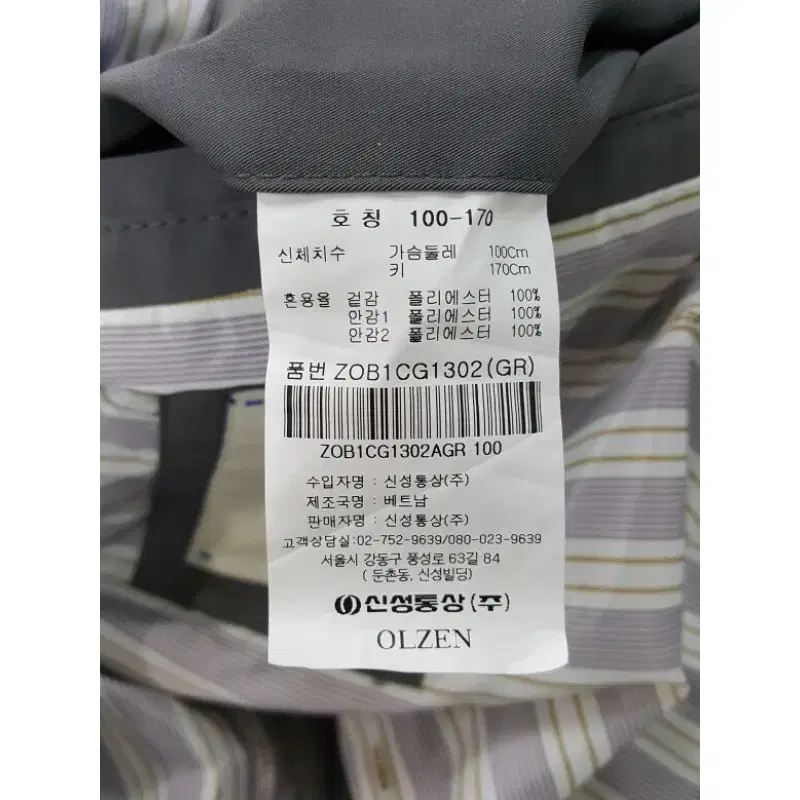 호 칭 100-170
신체치수 가슴둘레 100Cm
키 170Cm
혼용율 겉감 폴리에스터 100%
안감1 폴리에스터 100%
안감2 폴리에스터 100%
품번 ZOB1CG1302(GR)
ZOB1CG1302AGR 100
수입자명 : 신성통상(주)
제조국명 : 베트남
판매자명 : 신성통상(주)
고객상담실:02-752-9639/080-023-9639
서울시 강동구 풍성로 63길 84
( 둔촌동, 신성빌딩)
신성통상(주)
OLZEN